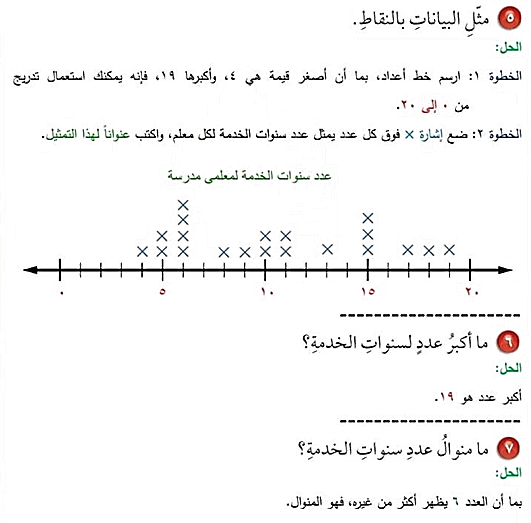 ٥ مثّلِ البياناتِ بالنقاطِ.
الحل:
الخطوة ١: ارسم خط أعداد، بما أن أصغر قيمة هي ٤، وأكبرها ١٩، فإنه يمكنك استعمال تدريج
من ٠ إلى ٢٠.
الخطوة ٢: ضع إشارة × فوق كل عدد يمثل عدد سنوات الخدمة لكل معلم، واكتب عنواناً لهذا التمثيل.
عدد سنوات الخدمة لمعلمى مدرسة
٠ ٥ ١٠ ١٥ ٢٠
٦ ما أكبرُ عددٍ لسنواتِ الخدمةِ؟
الحل:
أكبر عدد هو ١٩.
٧ ما منوالُ عددِ سنواتِ الخدمةِ؟
الحل:
بما أن العدد ٦ يظهر أكثر من غيره، فهو المنوال.